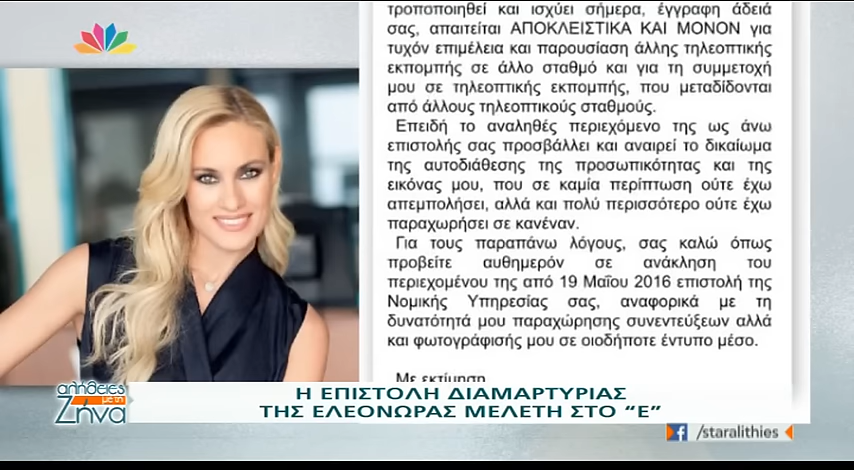 τροποποιηθεί και ισχύει σήμερα, έγγραφη άδειά
σας, απαιτείται ΑΠΟΚΛΕΙΣΤΙΚΑ ΚΑΙ ΜΟΝΟΝ για
τυχόν επιμέλεια και παρουσίαση άλλης τηλεοπτικής
εκπομπής σε άλλο σταθμό και για τη συμμετοχή
μου σε τηλεοπτική εκπομπή, που μεταδίδονται
από άλλους τηλεοπτικούς σταθμούς.
Επειδή το αναληθές περιεχόμενο της ως άνω
επιστολής σας προσβάλλει και αναιρεί το δικαίωμα
της αυτοδιάθεσης της προσωπικότητας και της
εικόνας μου, που σε καμία περίπτωση ούτε έχω
απεμπολήσει, αλλά και πολύ περισσότερο ούτε έχω
παραχωρήσει σε κανέναν.
Για τους παραπάνω λόγους, σας καλώ όπως
προβείτε αυθημερόν σε ανάκληση του
περιεχομένου της από 19 Μαΐου 2016 επιστολή της
Νομικής Υπηρεσίας σας, αναφορικά με τη
δυνατότητά μου παραχώρησης συνεντεύξεων αλλά
και φωτογράφισής μου σε οιοδήποτε έντυπο μέσο.
Με εκτίμηση
αλήθειες
με τη
Ζήνα
Η ΕΠΙΣΤΟΛΗ ΔΙΑΜΑΡΤΥΡΙΑΣ
ΤΗΣ ΕΛΕΟΝΩΡΑΣ ΜΕΛΕΤΗ ΣΤΟ "Ε"
f /staralithies